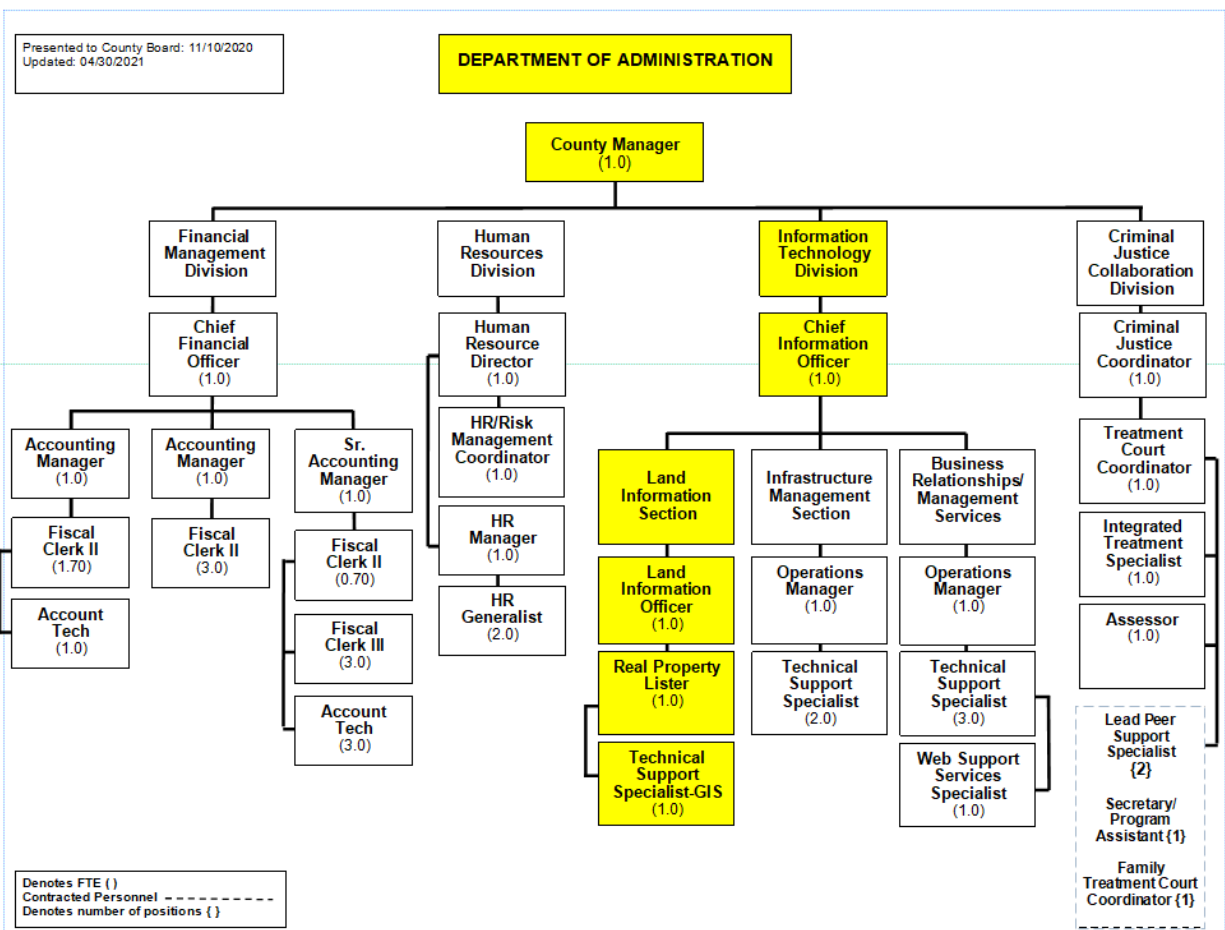 Presented to County Board: 11/10/2020
Updated: 04/30/2021
DEPARTMENT OF ADMINISTRATION
County Manager
(1.0)
Financial
Management
Division
Human
Resources
Division
Information
Technology
Division
Criminal
Justice
Collaboration
Division
Chief
Financial
Officer
(1.0)
Human
Resource
Director
(1.0)
Chief
Information
Officer
(1.0)
Criminal
Justice
Coordinator
(1.0)
Accounting
Manager
(1.0)
Accounting
Manager
(1.0)
Sr.
Accounting
Manager
(1.0)
HR/Risk
Management
Coordinator
(1.0)
Land
Information
Section
Infrastructure
Management
Section
Business
Relationships/
Management
Services
Treatment
Court
Coordinator
(1.0)
Fiscal
Clerk II
(1.70)
Fiscal
Clerk II
(3.0)
Fiscal
Clerk II
(0.70)
HR
Manager
(1.0)
Land
Information
Officer
(1.0)
Operations
Manager
(1.0)
Operations
Manager
(1.0)
Integrated
Treatment
Specialist
(1.0)
Account
Tech
(1.0)
Fiscal
Clerk III
(3.0)
HR
Generalist
(2.0)
Real Property
Lister
(1.0)
Technical
Support
Specialist
(2.0)
Technical
Support
Specialist
(3.0)
Assessor
(1.0)
Account
Tech
(3.0)
Technical
Support
Specialist-GIS
(1.0)
Web Support
Services
Specialist
(1.0)
Lead Peer
Support
Specialist
{2}
Secretary/
Program
Assistant {1}
Family
Treatment Court
Coordinator {1}
Denotes FTE ( )
Contracted Personnel
Denotes number of positions { }